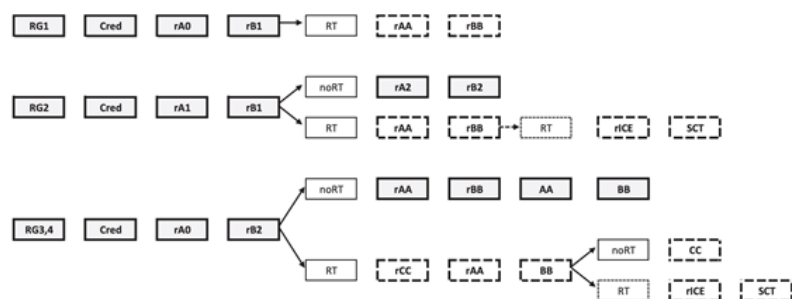 RG1 Cred rA0 rB1 RT rAA rBB
noRT rA2 rB2
RG2 Cred rA1 rB1
RT rAA rBB RT rICE SCT
noRT rAA rBB AA BB
RG3,4 Cred rA0 rB2
noRT CC
RT rCC rAA BB
RT rICE SCT